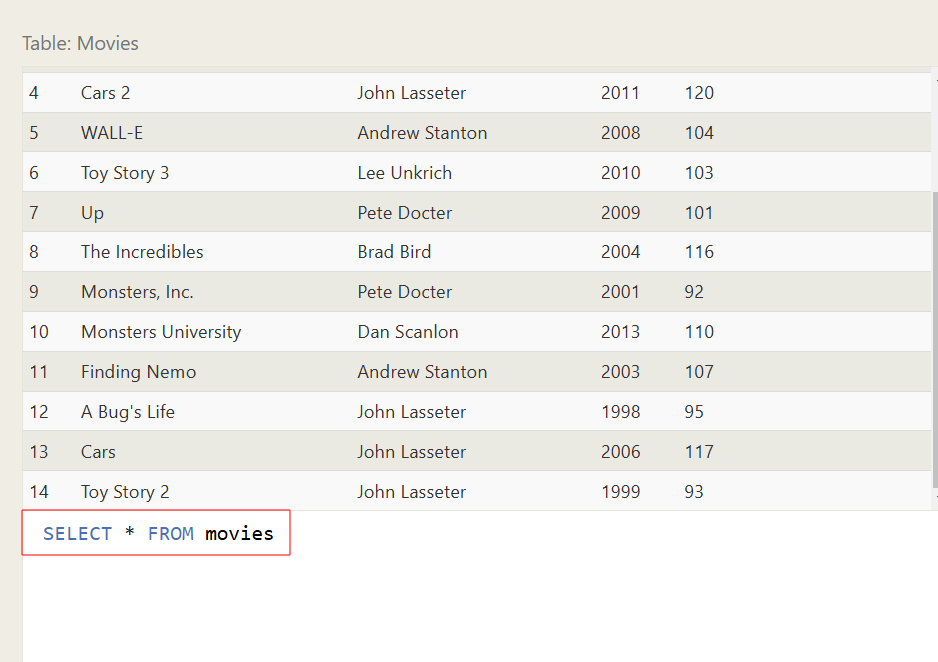 Table: Movies
4 Cars 2 John Lasseter 2011 120
5 WALL-E Andrew Stanton 2008 104
6 Toy Story 3 Lee Unkrich 2010 103
7 Up Pete Docter 2009 101
8 The Incredibles Brad Bird 2004 116
9 Monsters, Inc. Pete Docter 2001 92
10 Monsters University Dan Scanlon 2013 110
11 Finding Nemo Andrew Stanton 2003 107
12 A Bug's Life John Lasseter 1998 95
13 Cars John Lasseter 2006 117
14 Toy Story 2 John Lasseter 1999 93
SELECT * FROM movies